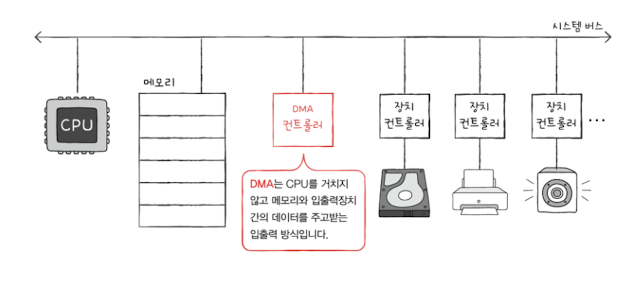 시스템 버스
메모리
CPU
DMA
컨트롤러
장치
컨트롤러
장치
컨트롤러
장치
컨트롤러
...
DMA는 CPU를 거치지
않고 메모리와 입출력장치
간의 데이터를 주고받는
입출력 방식입니다.